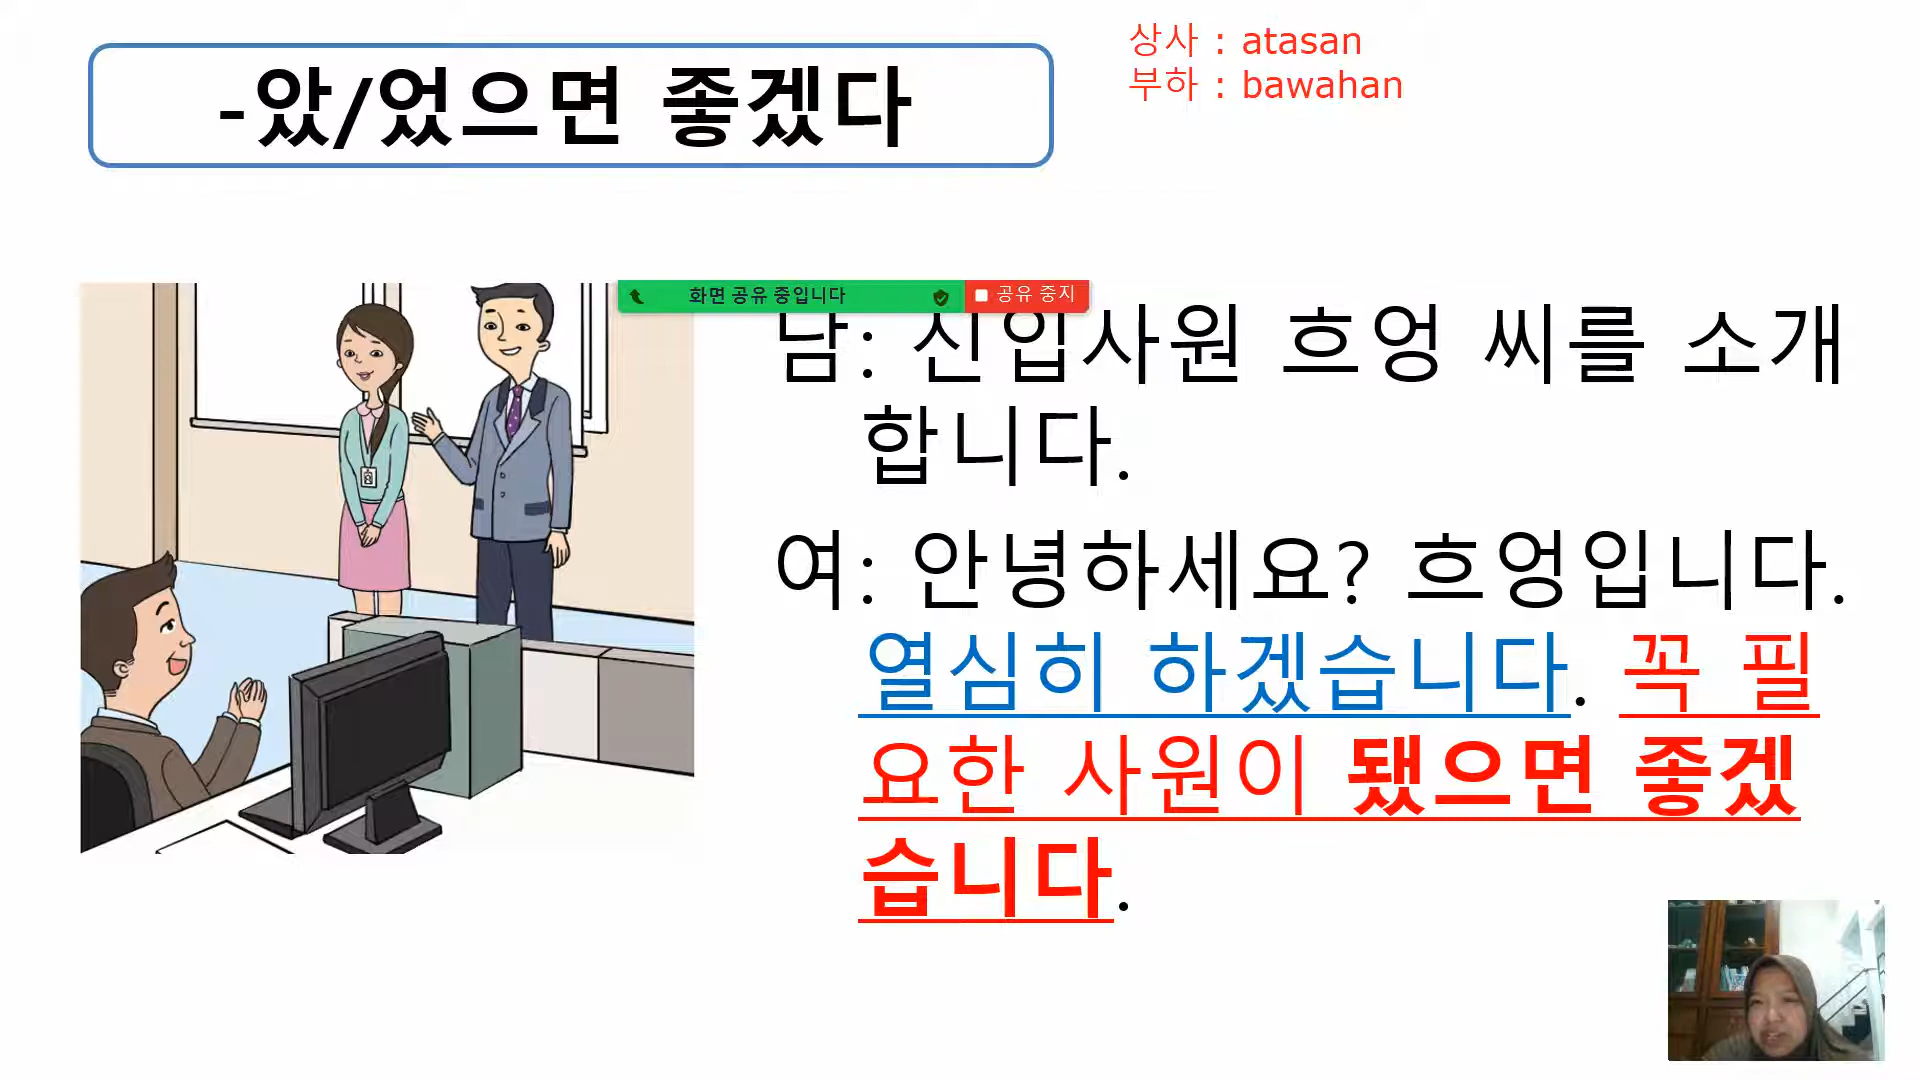 -았/었으면 좋겠다
상사 : atasan
부하 : bawahan
화면 공유 중입니다
공유 중지
남: 신입사원 흐엉 씨를 소개
합니다.
여: 안녕하세요? 흐엉입니다.
열심히 하겠습니다. 꼭 필
요한 사원이 됐으면 좋겠
습니다.